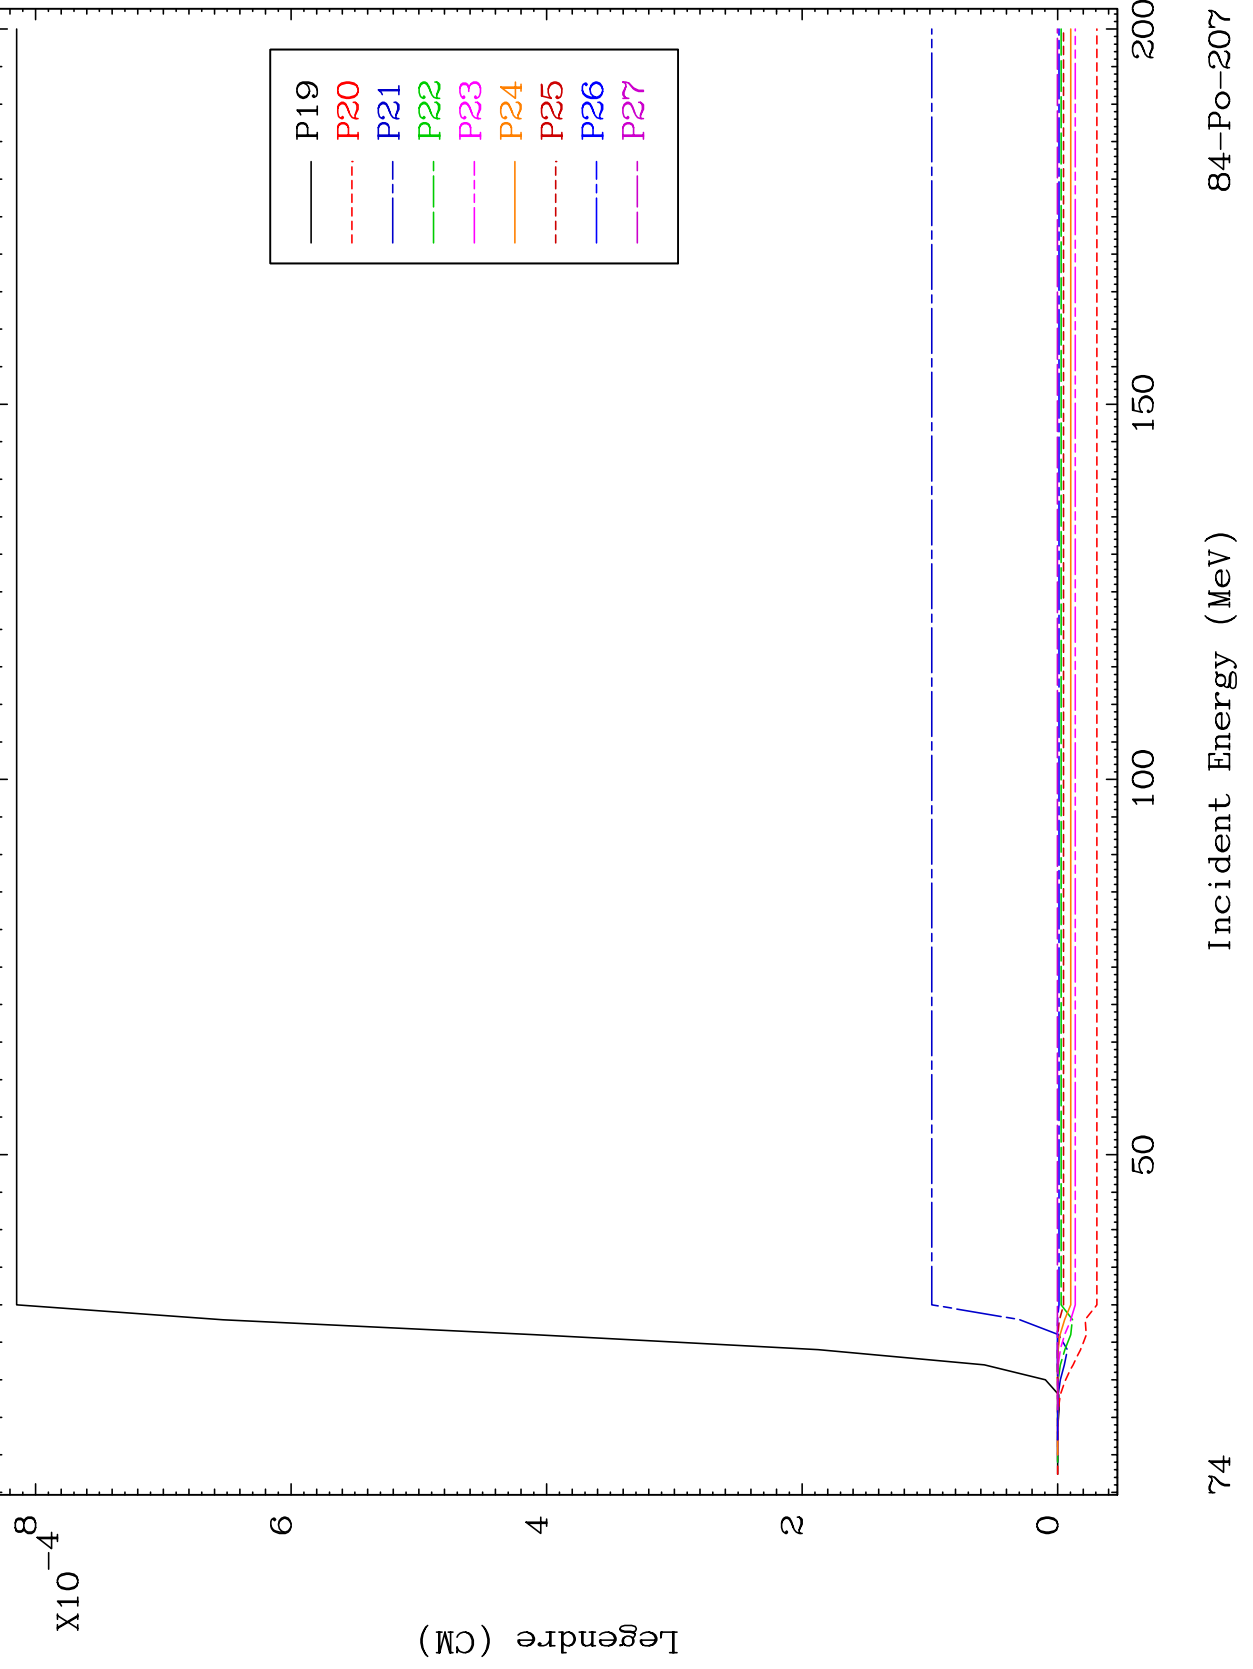 8
6
4
2
0
X10
-4
Legendre (CM)
P19
P20
P21
P22
P23
P24
P25
P26
P27
50
100
150
200
Incident Energy (MeV)
74
84-Po-207